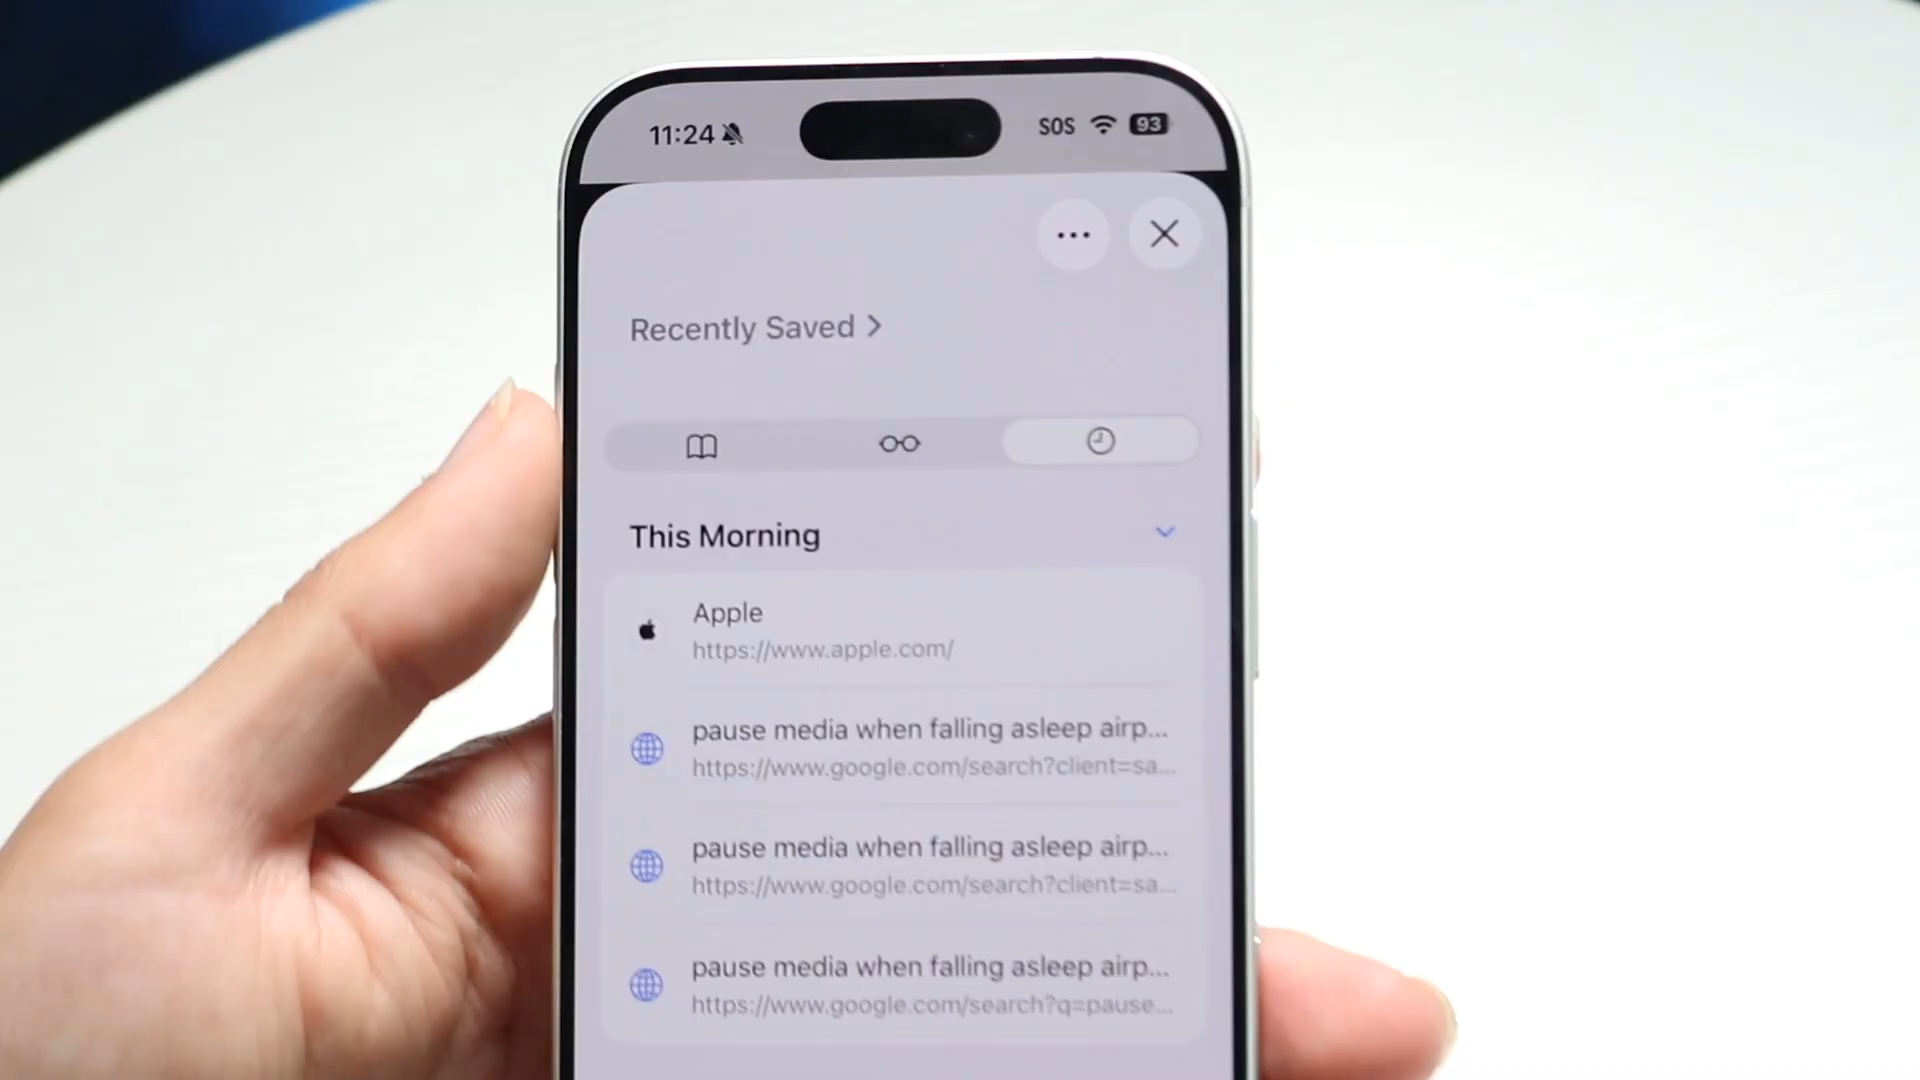 11:24
SOS 93
Recently Saved
This Morning
Apple
https://www.apple.com/
pause media when falling asleep airp...
https://www.google.com/search?client=sa...
pause media when falling asleep airp...
https://www.google.com/search?client=sa...
pause media when falling asleep airp...
https://www.google.com/search?q=pause...